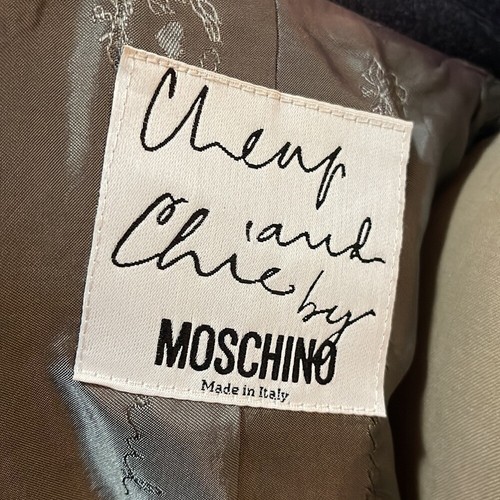 Cheap
and
Chic
by
MOSCHINO
Made in Italy